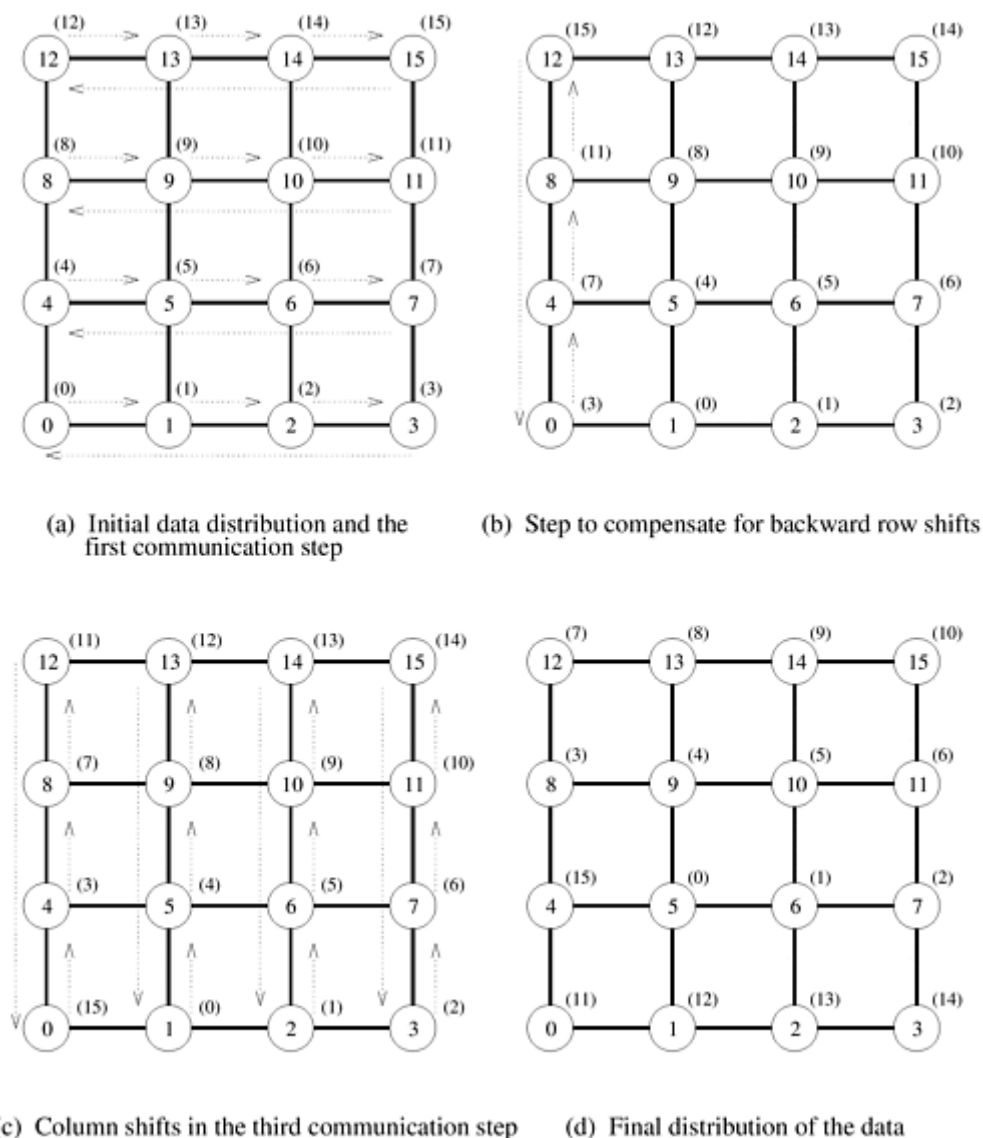 (12) (13) (14) (15)
12 13 14 15
(8) (9) (10) (11)
8 9 10 11
(4) (5) (6) (7)
4 5 6 7
(0) (1) (2) (3)
0 1 2 3
(a) Initial data distribution and the
first communication step
(15) (12) (13) (14)
12 13 14 15
(11) (8) (9) (10)
8 9 10 11
(7) (4) (5) (6)
4 5 6 7
(3) (0) (1) (2)
0 1 2 3
(b) Step to compensate for backward row shifts
(11) (12) (13) (14)
12 13 14 15
(7) (8) (9) (10)
8 9 10 11
(3) (4) (5) (6)
4 5 6 7
(15) (0) (1) (2)
0 1 2 3
c) Column shifts in the third communication step
(7) (8) (9) (10)
12 13 14 15
(3) (4) (5) (6)
8 9 10 11
(15) (0) (1) (2)
4 5 6 7
(11) (12) (13) (14)
0 1 2 3
(d) Final distribution of the data